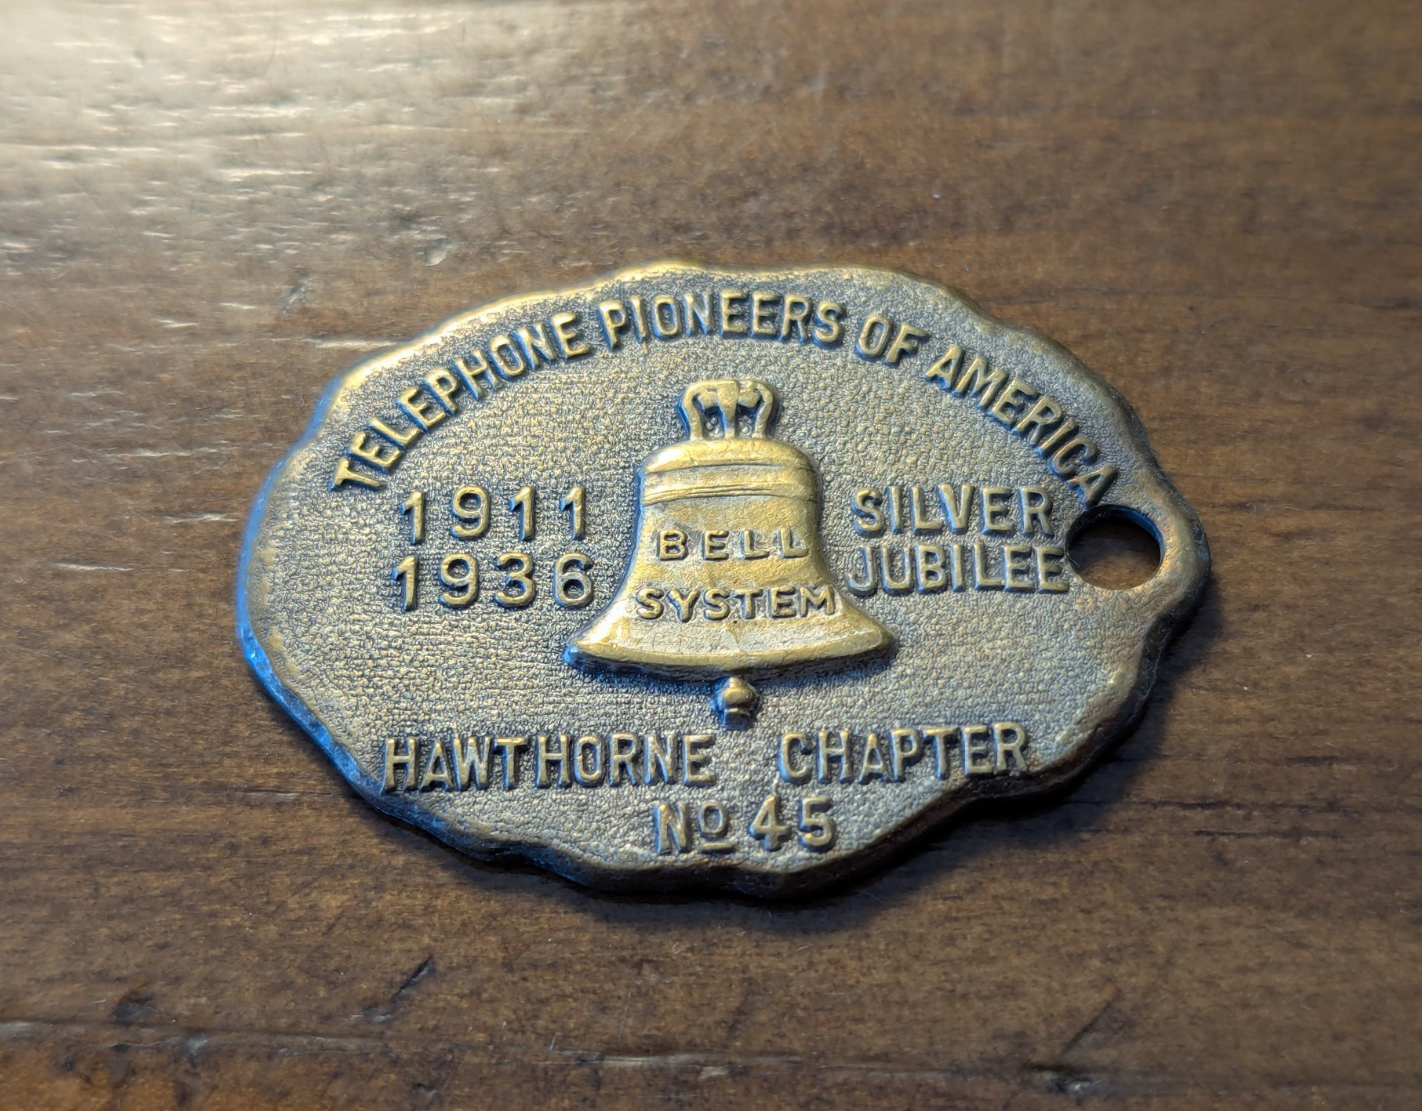 TELEPHONE PIONEERS OF AMERICA
1911
1936
BELL
SYSTEM
SILVER
JUBILEE
HAWTHORNE CHAPTER
Nº 45